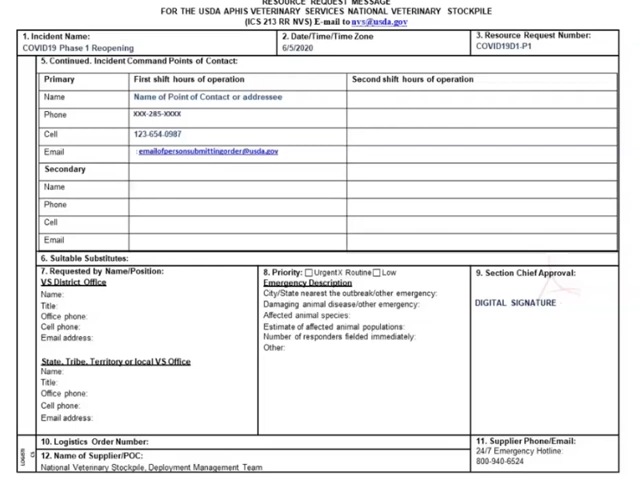 RESOURCE REQUEST MESSAGE
FOR THE USDA APHIS VETERINARY SERVICES NATIONAL VETERINARY STOCKPILE
(ICS 213 RR NVS) E-mail to nvs@usda.gov
1. Incident Name:
COVID19 Phase 1 Reopening
2. Date/Time/Time Zone
6/5/2020
3. Resource Request Number:
COVID19D1-P1
5. Continued. Incident Command Points of Contact:
Primary
First shift hours of operation
Second shift hours of operation
Name
Name of Point of Contact or addressee
Phone
XXX-285-XXXX
Cell
123-654-0987
Email
emailofpersonsubmittingorder@usda.gov
Secondary
Name
Phone
Cell
Email
6. Suitable Substitutes:
7. Requested by Name/Position:
VS District Office
Name:
Title:
Office phone:
Cell phone:
Email address:
State, Tribe, Territory or local VS Office
Name:
Title:
Office phone:
Cell phone:
Email address:
8. Priority: ☐ UrgentX Routine ☐ Low
Emergency Description
City/State nearest the outbreak/other emergency:
Damaging animal disease/other emergency:
Affected animal species:
Estimate of affected animal populations:
Number of responders fielded immediately:
Other:
9. Section Chief Approval:
DIGITAL SIGNATURE
10. Logistics Order Number:
11. Supplier Phone/Email:
24/7 Emergency Hotline:
800-940-6524
12. Name of Supplier/POC:
National Veterinary Stockpile, Deployment Management Team